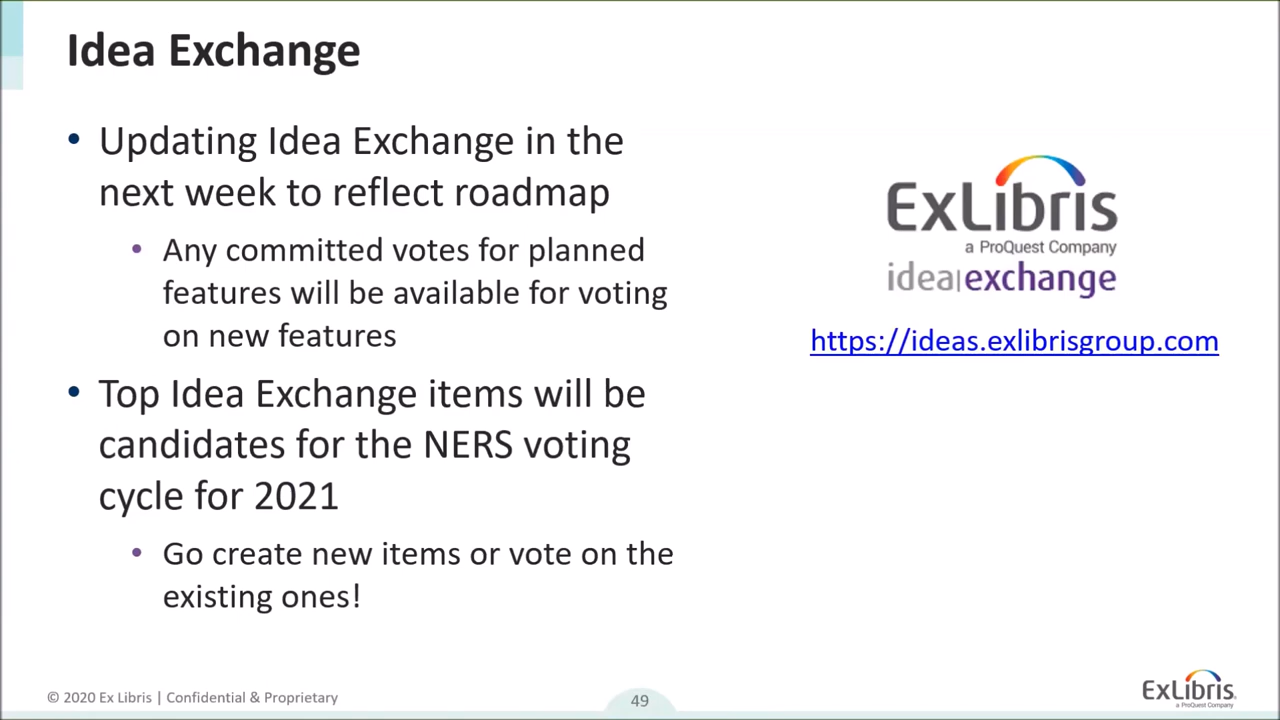 Idea Exchange
• Updating Idea Exchange in the
next week to reflect roadmap
• Any committed votes for planned
features will be available for voting
on new features
• Top Idea Exchange items will be
candidates for the NERS voting
cycle for 2021
• Go create new items or vote on the
existing ones!
ExLibris
a ProQuest Company
idea|exchange
https://ideas.exlibrisgroup.com
© 2020 Ex Libris | Confidential & Proprietary
49
ExLibris
a ProQuest Company